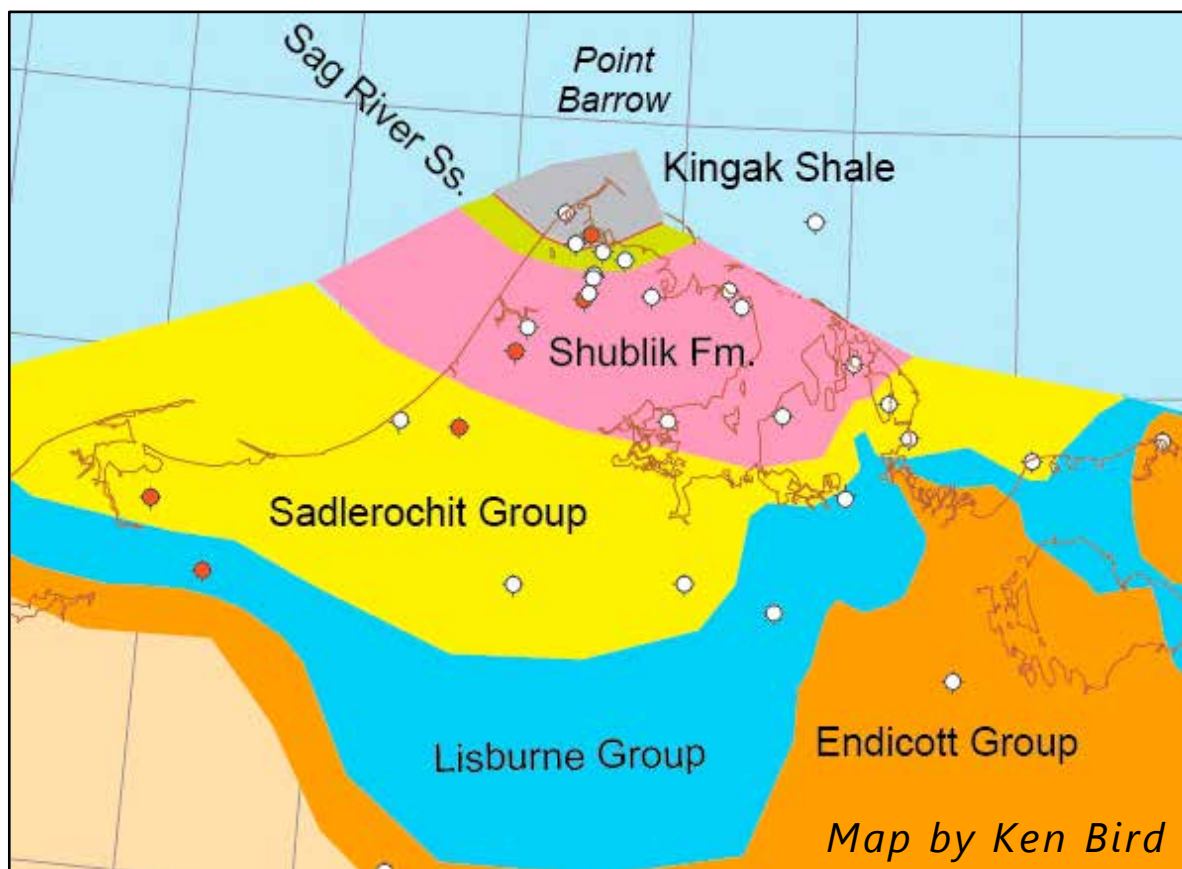 Point
Barrow
Sag River Ss.
Kingak Shale
Shublik Fm.
Sadlerochit Group
Lisburne Group
Endicott Group
Map by Ken Bird